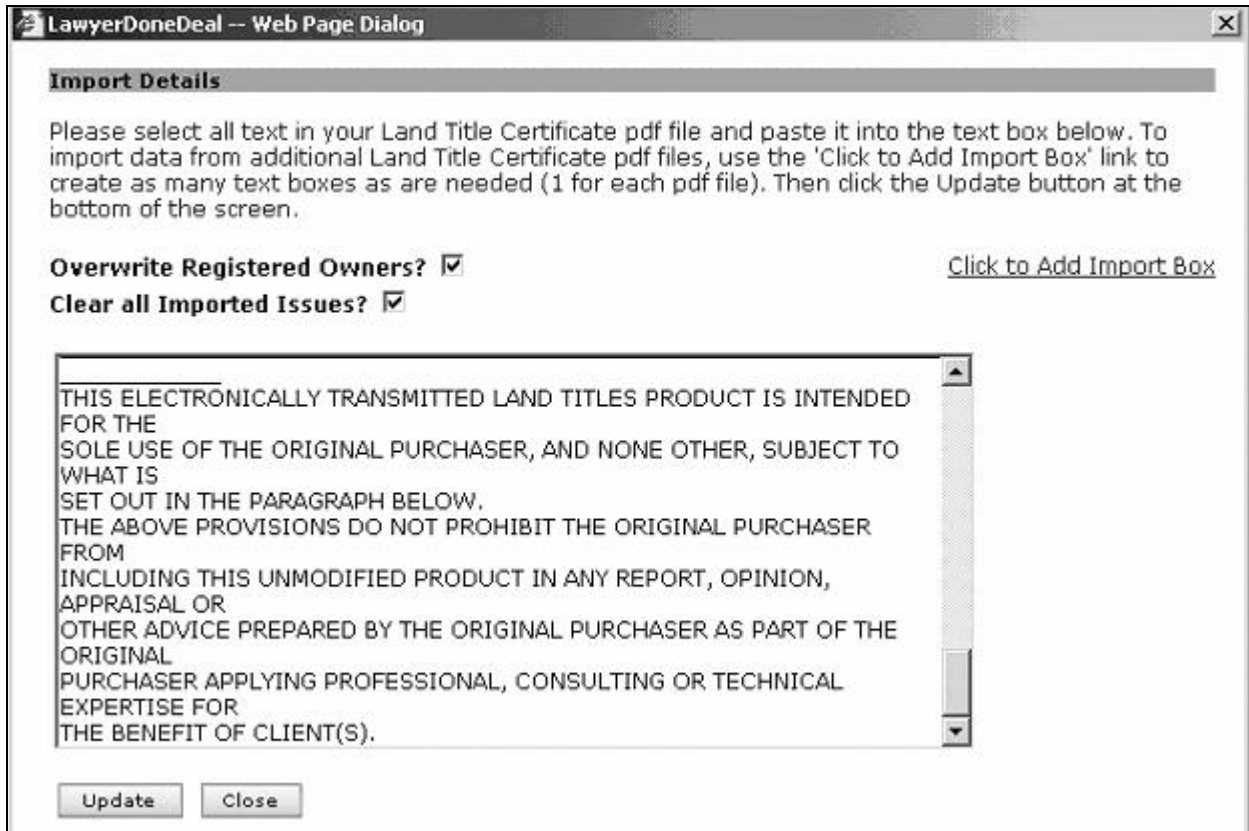 LawyerDoneDeal -- Web Page Dialog
Import Details
Please select all text in your Land Title Certificate pdf file and paste it into the text box below. To
import data from additional Land Title Certificate pdf files, use the 'Click to Add Import Box' link to
create as many text boxes as are needed (1 for each pdf file). Then click the Update button at the
bottom of the screen.
Overwrite Registered Owners?
Click to Add Import Box
Clear all Imported Issues?
THIS ELECTRONICALLY TRANSMITTED LAND TITLES PRODUCT IS INTENDED
FOR THE
SOLE USE OF THE ORIGINAL PURCHASER, AND NONE OTHER, SUBJECT TO
WHAT IS
SET OUT IN THE PARAGRAPH BELOW.
THE ABOVE PROVISIONS DO NOT PROHIBIT THE ORIGINAL PURCHASER
FROM
INCLUDING THIS UNMODIFIED PRODUCT IN ANY REPORT, OPINION,
APPRAISAL OR
OTHER ADVICE PREPARED BY THE ORIGINAL PURCHASER AS PART OF THE
ORIGINAL
PURCHASER APPLYING PROFESSIONAL, CONSULTING OR TECHNICAL
EXPERTISE FOR
THE BENEFIT OF CLIENT(S).
Update Close